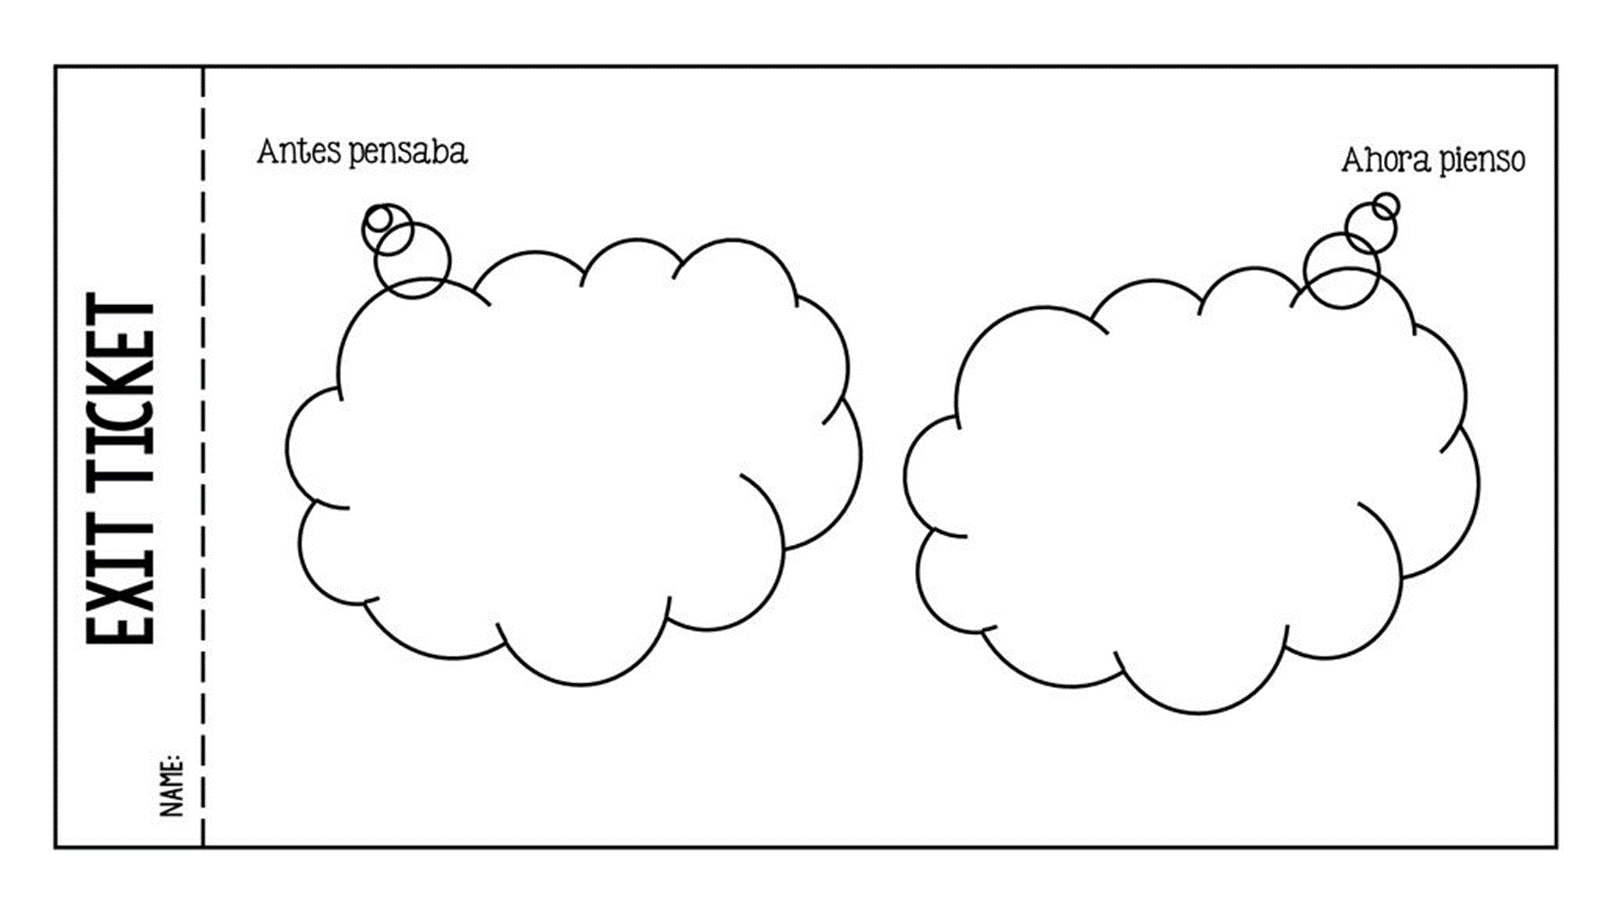 EXIT TICKET
NAME:
Antes pensaba
Ahora pienso